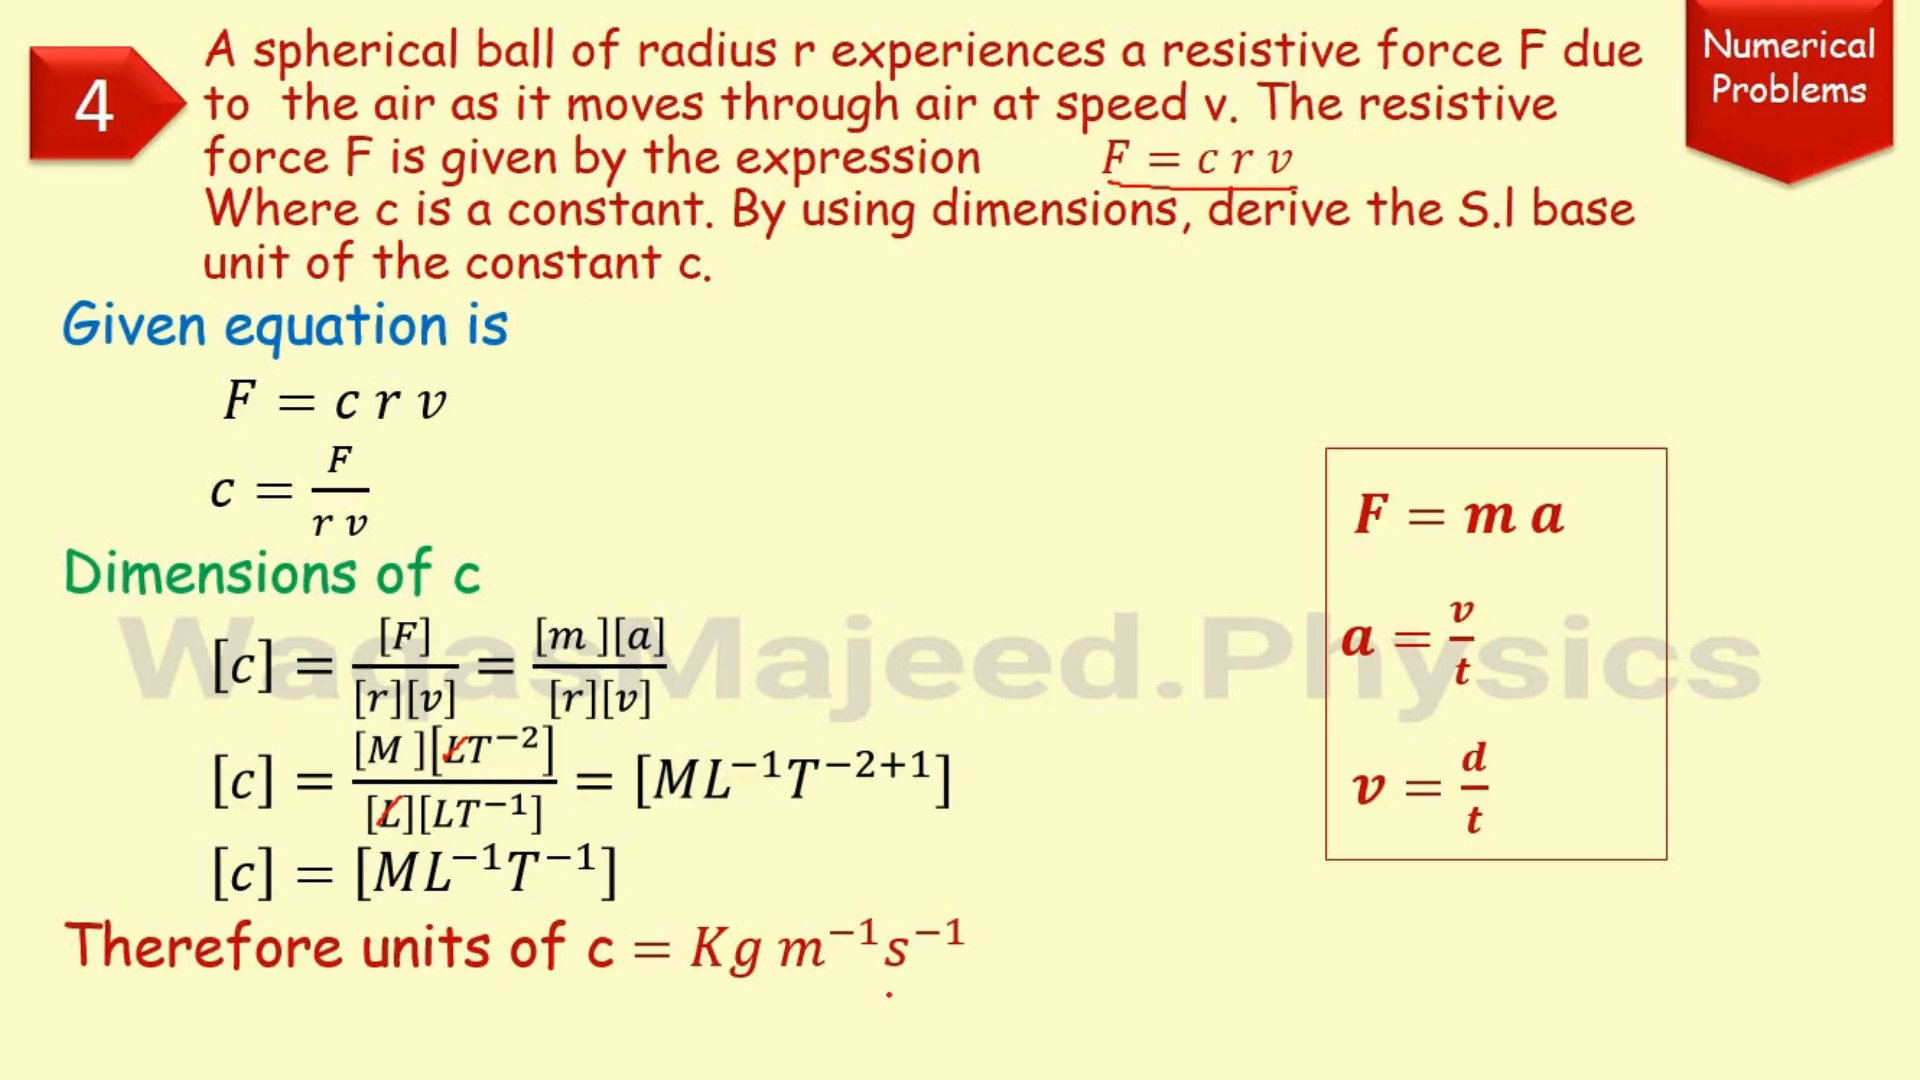 4
A spherical ball of radius r experiences a resistive force F due
to the air as it moves through air at speed v. The resistive
force F is given by the expression F = c r v
Where c is a constant. By using dimensions, derive the S.I base
unit of the constant c.
Numerical
Problems
Given equation is
F = c r v
c = F / r v
Dimensions of c
[c] = [F] / [r][v] = [m ][a] / [r][v]
[c] = [M ][LT⁻²] / [L][LT⁻¹] = [ML⁻¹T⁻²⁺¹]
[c] = [ML⁻¹T⁻¹]
Therefore units of c = Kg m⁻¹s⁻¹
F = m a
a = v / t
v = d / t
WaqasMajeed.Physics